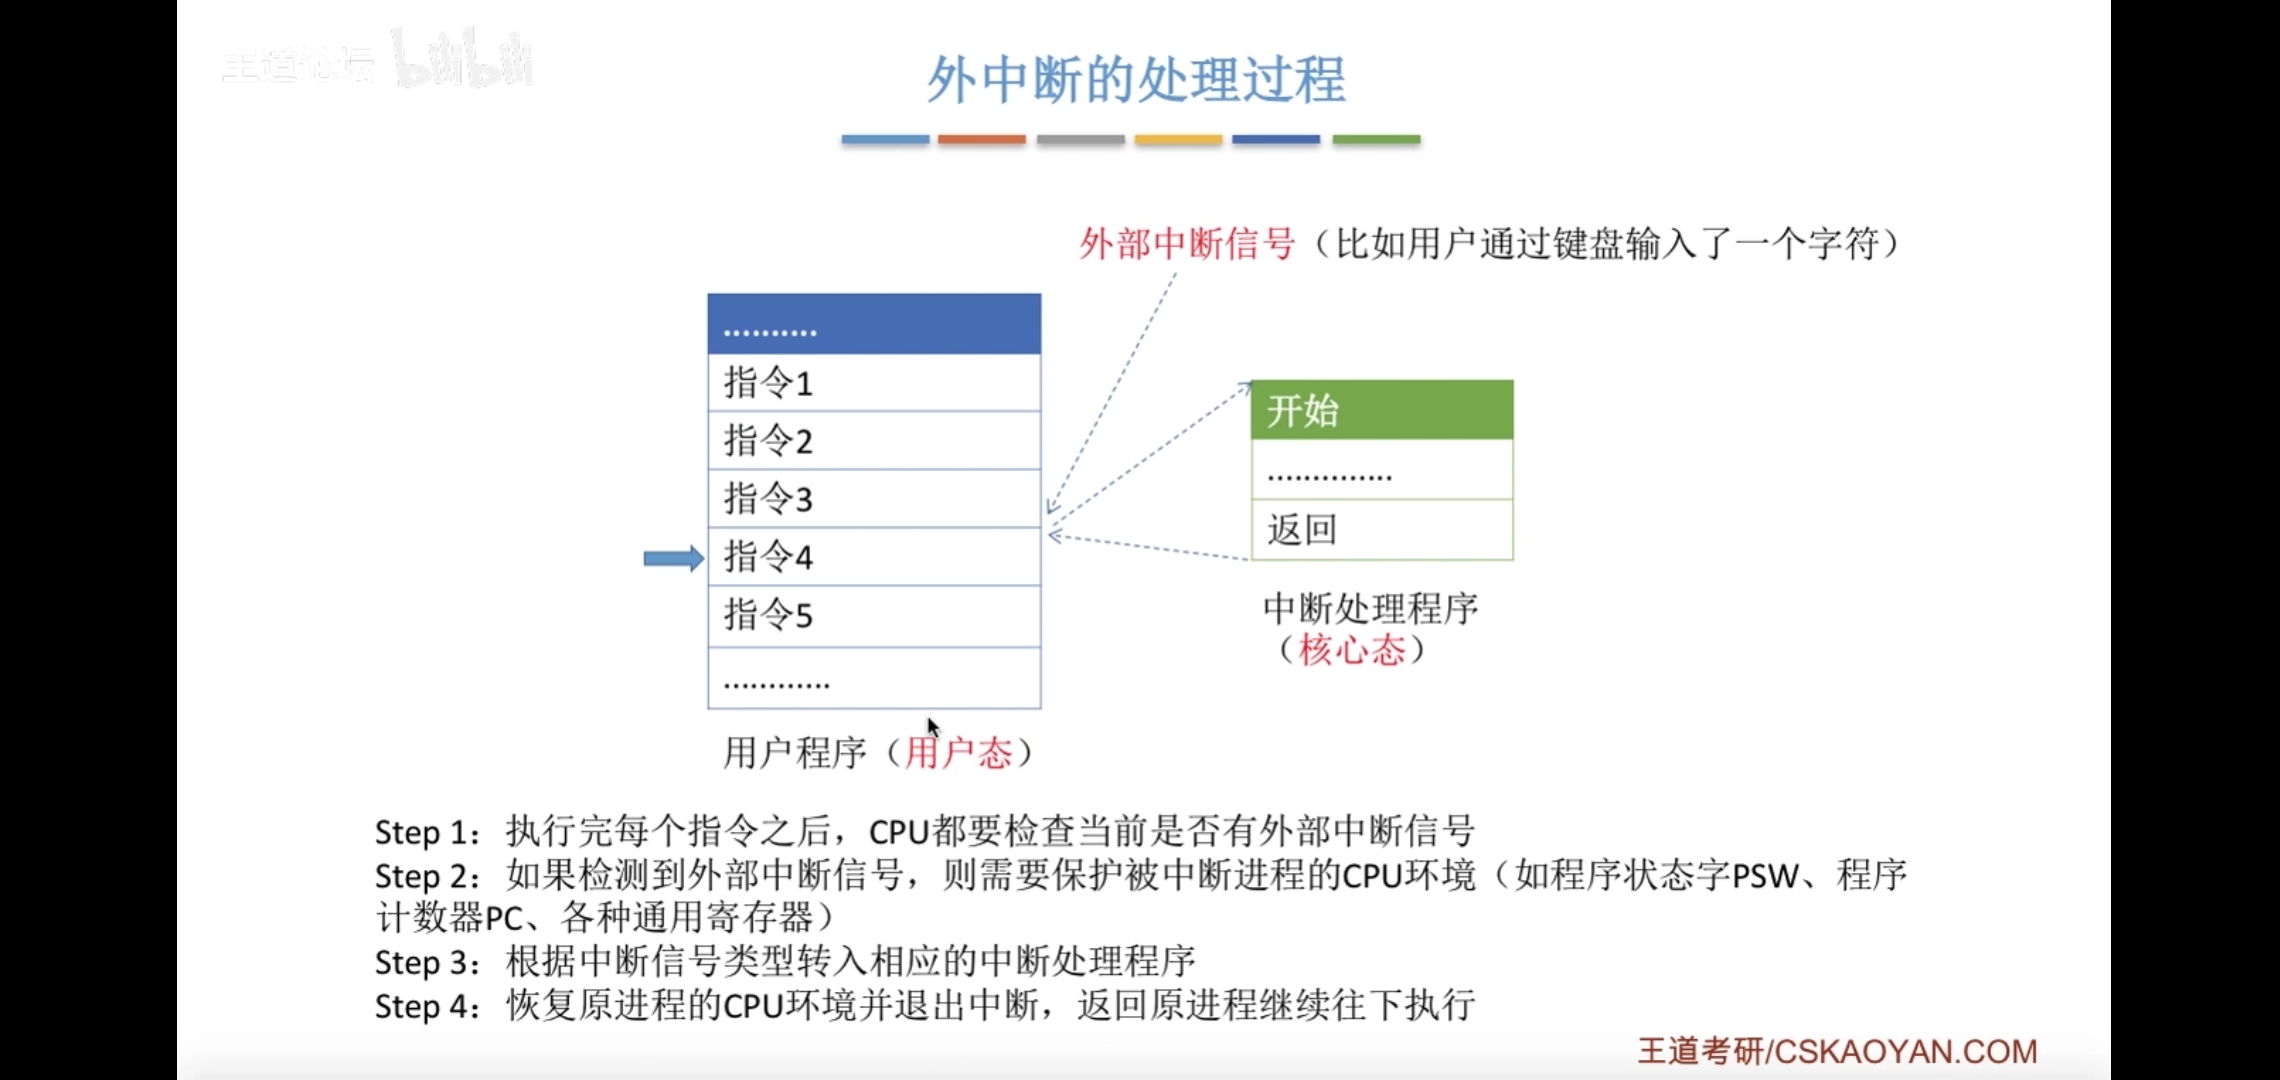 王道论坛 bilibili
外中断的处理过程
外部中断信号（比如用户通过键盘输入了一个字符）
..........
指令1
指令2
指令3
指令4
指令5
............
用户程序（用户态）
开始
..............
返回
中断处理程序
（核心态）
Step 1：执行完每个指令之后，CPU都要检查当前是否有外部中断信号
Step 2：如果检测到外部中断信号，则需要保护被中断进程的CPU环境（如程序状态字PSW、程序
计数器PC、各种通用寄存器）
Step 3：根据中断信号类型转入相应的中断处理程序
Step 4：恢复原进程的CPU环境并退出中断，返回原进程继续往下执行
王道考研/CSKAOYAN.COM